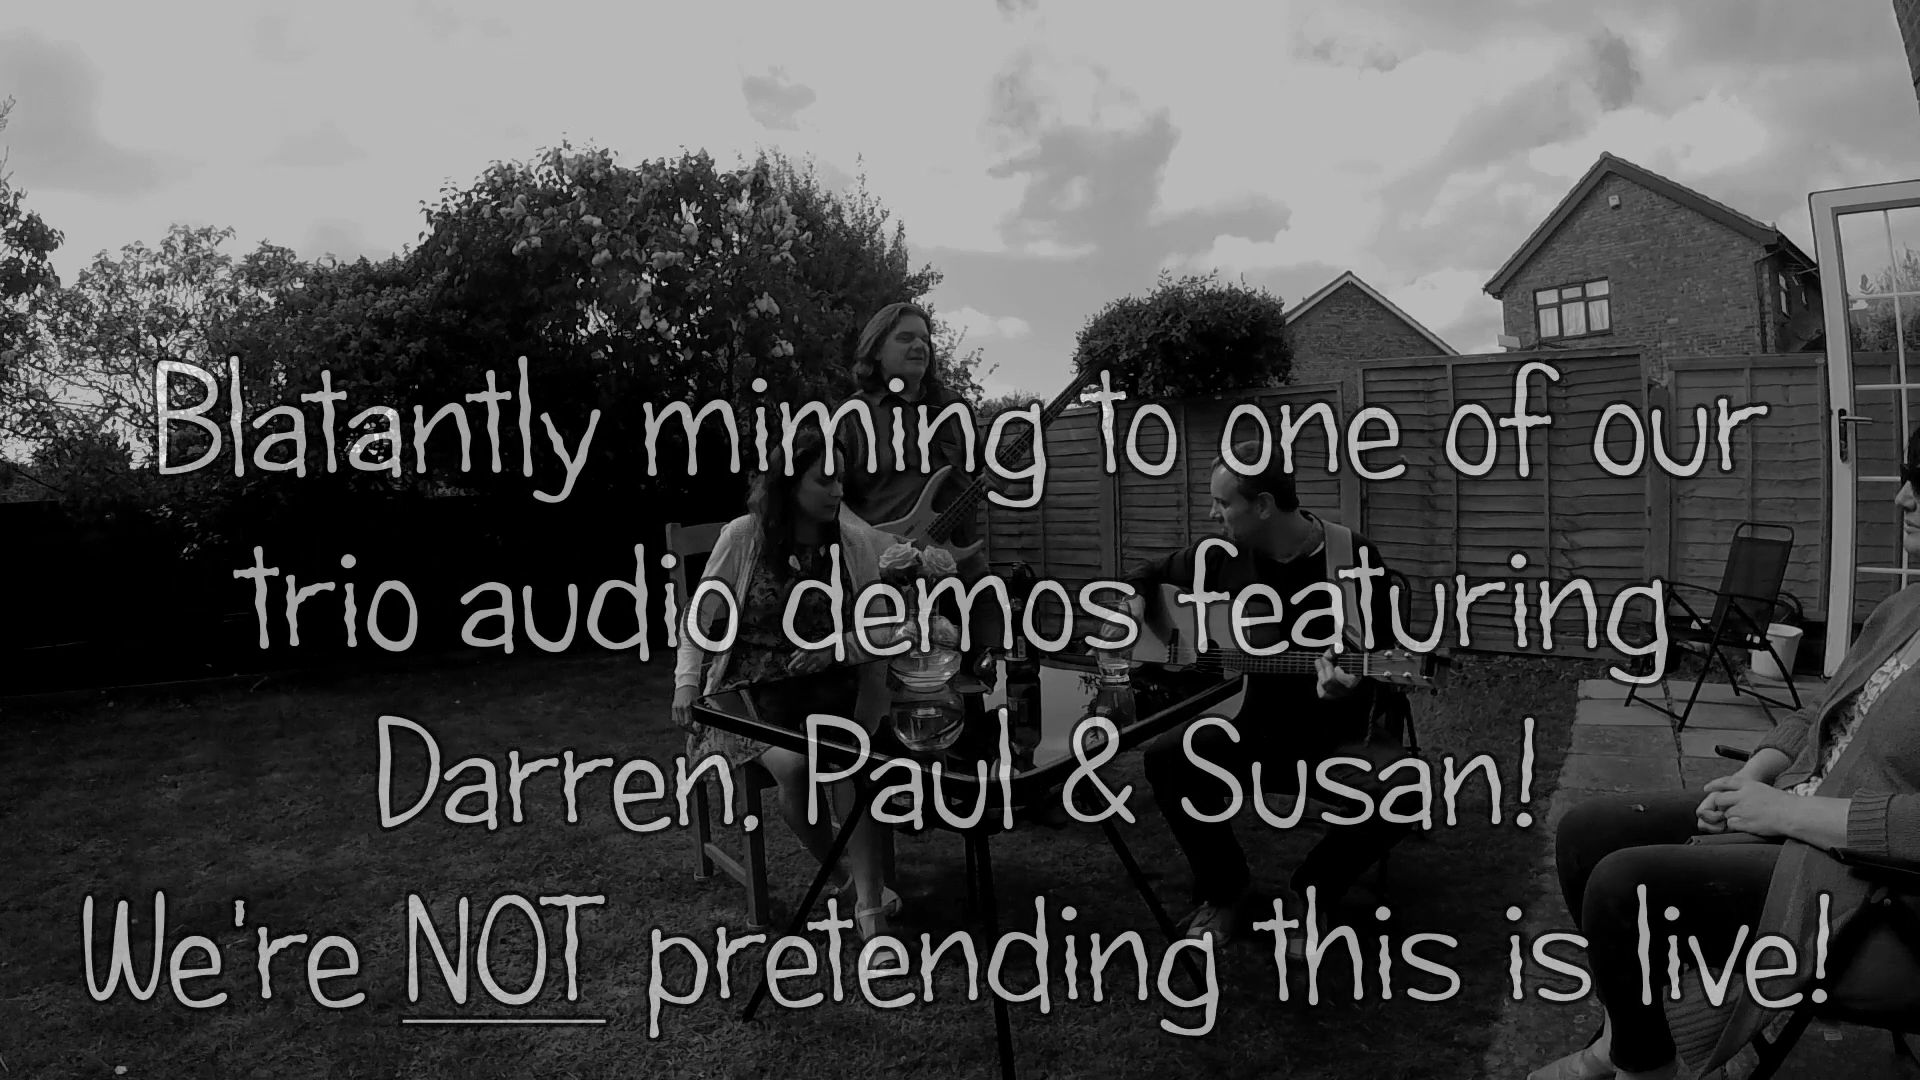 Blatantly miming to one of our
trio audio demos featuring
Darren, Paul & Susan!
We're NOT pretending this is live!